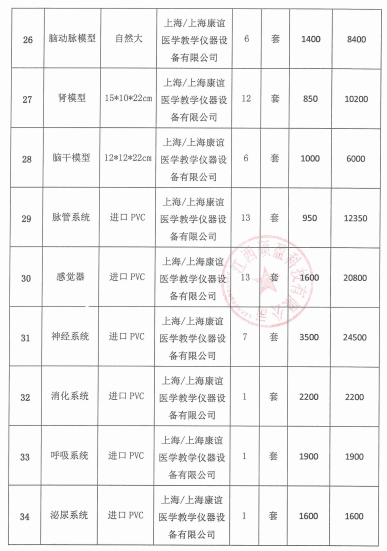 26 脑动脉模型 自然大 上海/上海康谊医学教学仪器设备有限公司 6 套 1400 8400
27 肾模型 15*10*22cm 上海/上海康谊医学教学仪器设备有限公司 12 套 850 10200
28 脑干模型 12*12*22cm 上海/上海康谊医学教学仪器设备有限公司 6 套 1000 6000
29 脉管系统 进口 PVC 上海/上海康谊医学教学仪器设备有限公司 13 套 950 12350
30 感觉器 进口 PVC 上海/上海康谊医学教学仪器设备有限公司 13 套 1600 20800
31 神经系统 进口 PVC 上海/上海康谊医学教学仪器设备有限公司 7 套 3500 24500
32 消化系统 进口 PVC 上海/上海康谊医学教学仪器设备有限公司 1 套 2200 2200
33 呼吸系统 进口 PVC 上海/上海康谊医学教学仪器设备有限公司 1 套 1900 1900
34 泌尿系统 进口 PVC 上海/上海康谊医学教学仪器设备有限公司 1 套 1600 1600